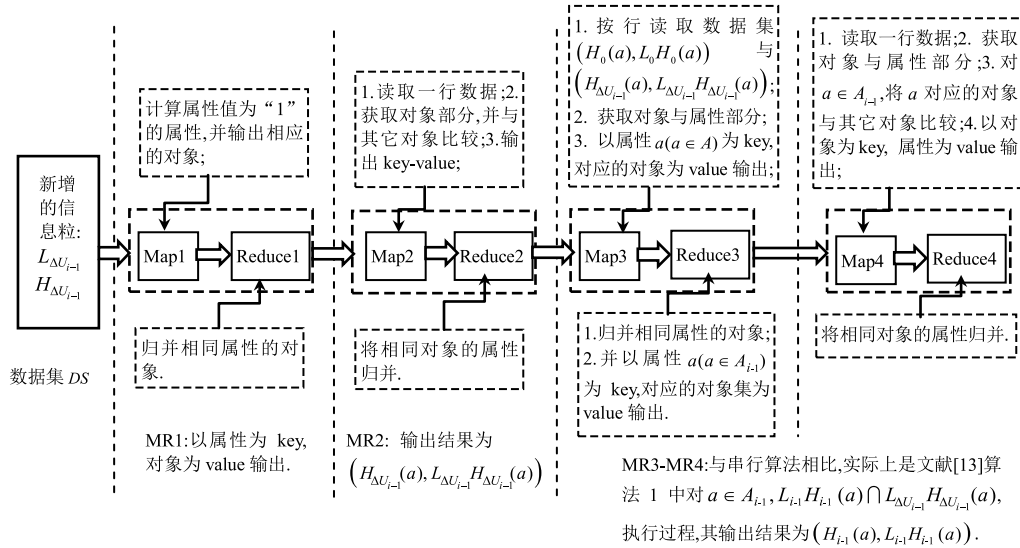 新增
的信
息粒:
L_{ΔU_{i-1}}
H_{ΔU_{i-1}}
数据集 DS
计算属性值为“1”
的属性,并输出相应
的对象;
Map1
Reduce1
归并相同属性的对
象.
MR1:以属性为 key,
对象为 value 输出.
1.读取一行数据;2.
获取对象部分,并与
其它对象比较;3.输
出 key-value;
Map2
Reduce2
将相同对象的属性
归并.
MR2: 输出结果为
(H_{ΔU_{i-1}}(a), L_{ΔU_{i-1}}H_{ΔU_{i-1}}(a))
1. 按行读取数据集
(H_0(a), L_0H_0(a)) 与
(H_{ΔU_{i-1}}(a), L_{ΔU_{i-1}}H_{ΔU_{i-1}}(a));
2. 获取对象与属性部分;
3. 以属性 a(a∈A) 为 key,
对应的对象为 value 输出;
Map3
Reduce3
1.归并相同属性的对象;
2.并以属性 a(a∈A_{i-1})
为 key,对应的对象集为
value 输出.
1. 读取一行数据;2. 获取
对象与属性部分;3.对
a∈A_{i-1},将 a 对应的对象
与其它对象比较;4.以对
象为 key, 属性为 value 输
出;
Map4
Reduce4
将相同对象的属性归并.
MR3-MR4:与串行算法相比,实际上是文献[13]算
法 1 中对 a∈A_{i-1}, L_{i-1}H_{i-1}(a)⋂L_{ΔU_{i-1}}H_{ΔU_{i-1}}(a),
执行过程,其输出结果为(H_{i-1}(a), L_{i-1}H_{i-1}(a)).